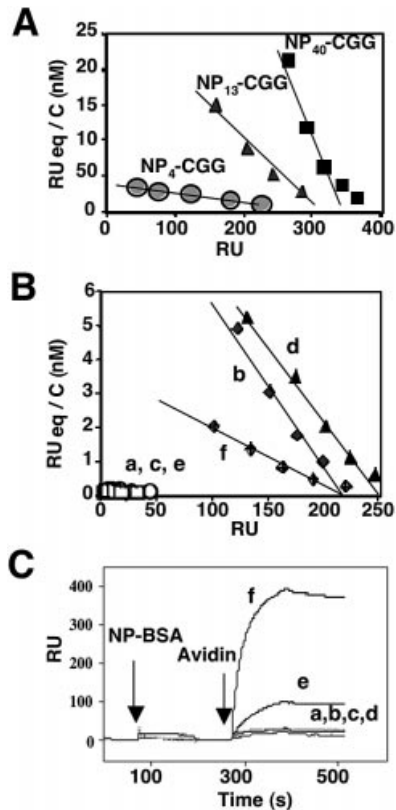 A
RU eq / C (nM)
25
20
15
10
50
0
NP40-CGG
NP13-CGG
NP4-CGG
0 100 200 300 400
RU
B
RU eq / C (nM)
6
5
4
3
2
1
0
d
b
f
a, c, e
0 50 100 150 200 250
RU
C
RU
400
300
200
100
0
f
NP-BSA
Avidin
e
a,b,c,d
100 300 500
Time (s)